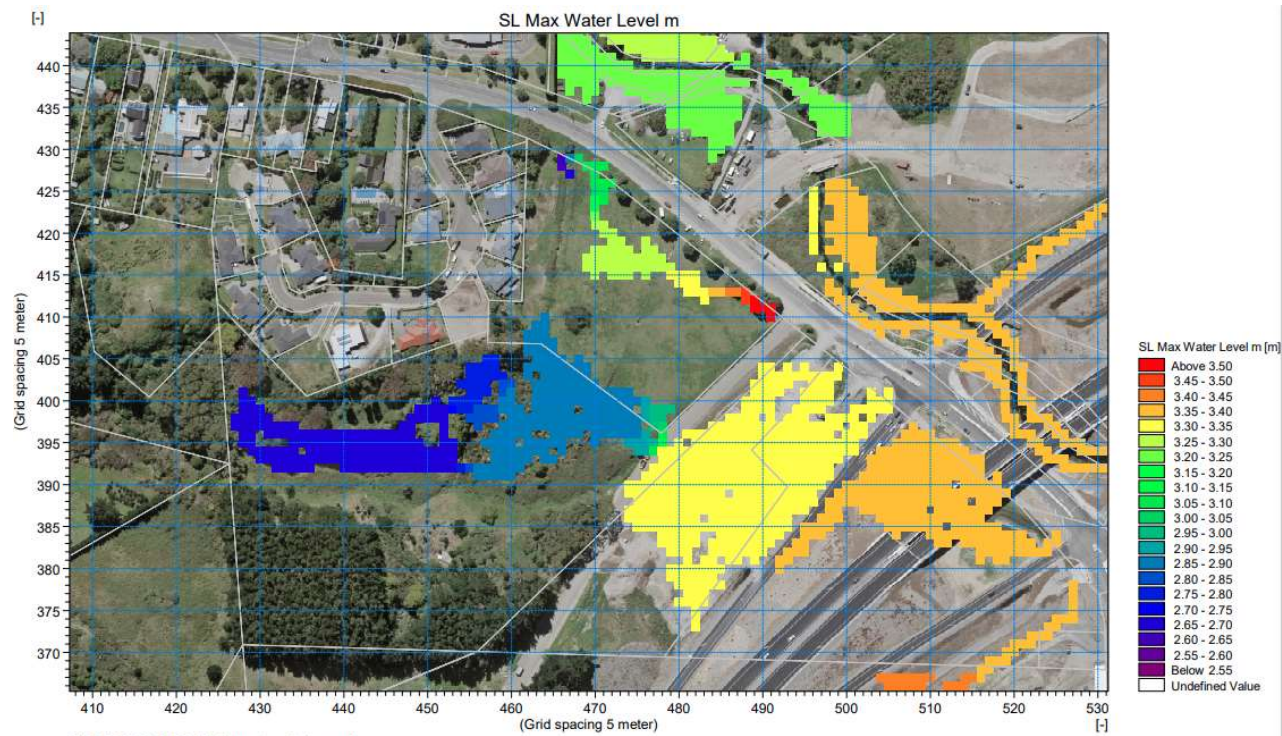 SL Max Water Level m
[-]
440
435
430
425
420
415
410
405
400
395
390
385
380
375
370
(Grid spacing 5 meter)
410 420 430 440 450 460 470 480 490 500 510 520 530
(Grid spacing 5 meter)
[-]
SL Max Water Level m [m]
Above 3.50
3.45 - 3.50
3.40 - 3.45
3.35 - 3.40
3.30 - 3.35
3.25 - 3.30
3.20 - 3.25
3.15 - 3.20
3.10 - 3.15
3.05 - 3.10
3.00 - 3.05
2.95 - 3.00
2.90 - 2.95
2.85 - 2.90
2.80 - 2.85
2.75 - 2.80
2.70 - 2.75
2.65 - 2.70
2.60 - 2.65
2.55 - 2.60
Below 2.55
Undefined Value